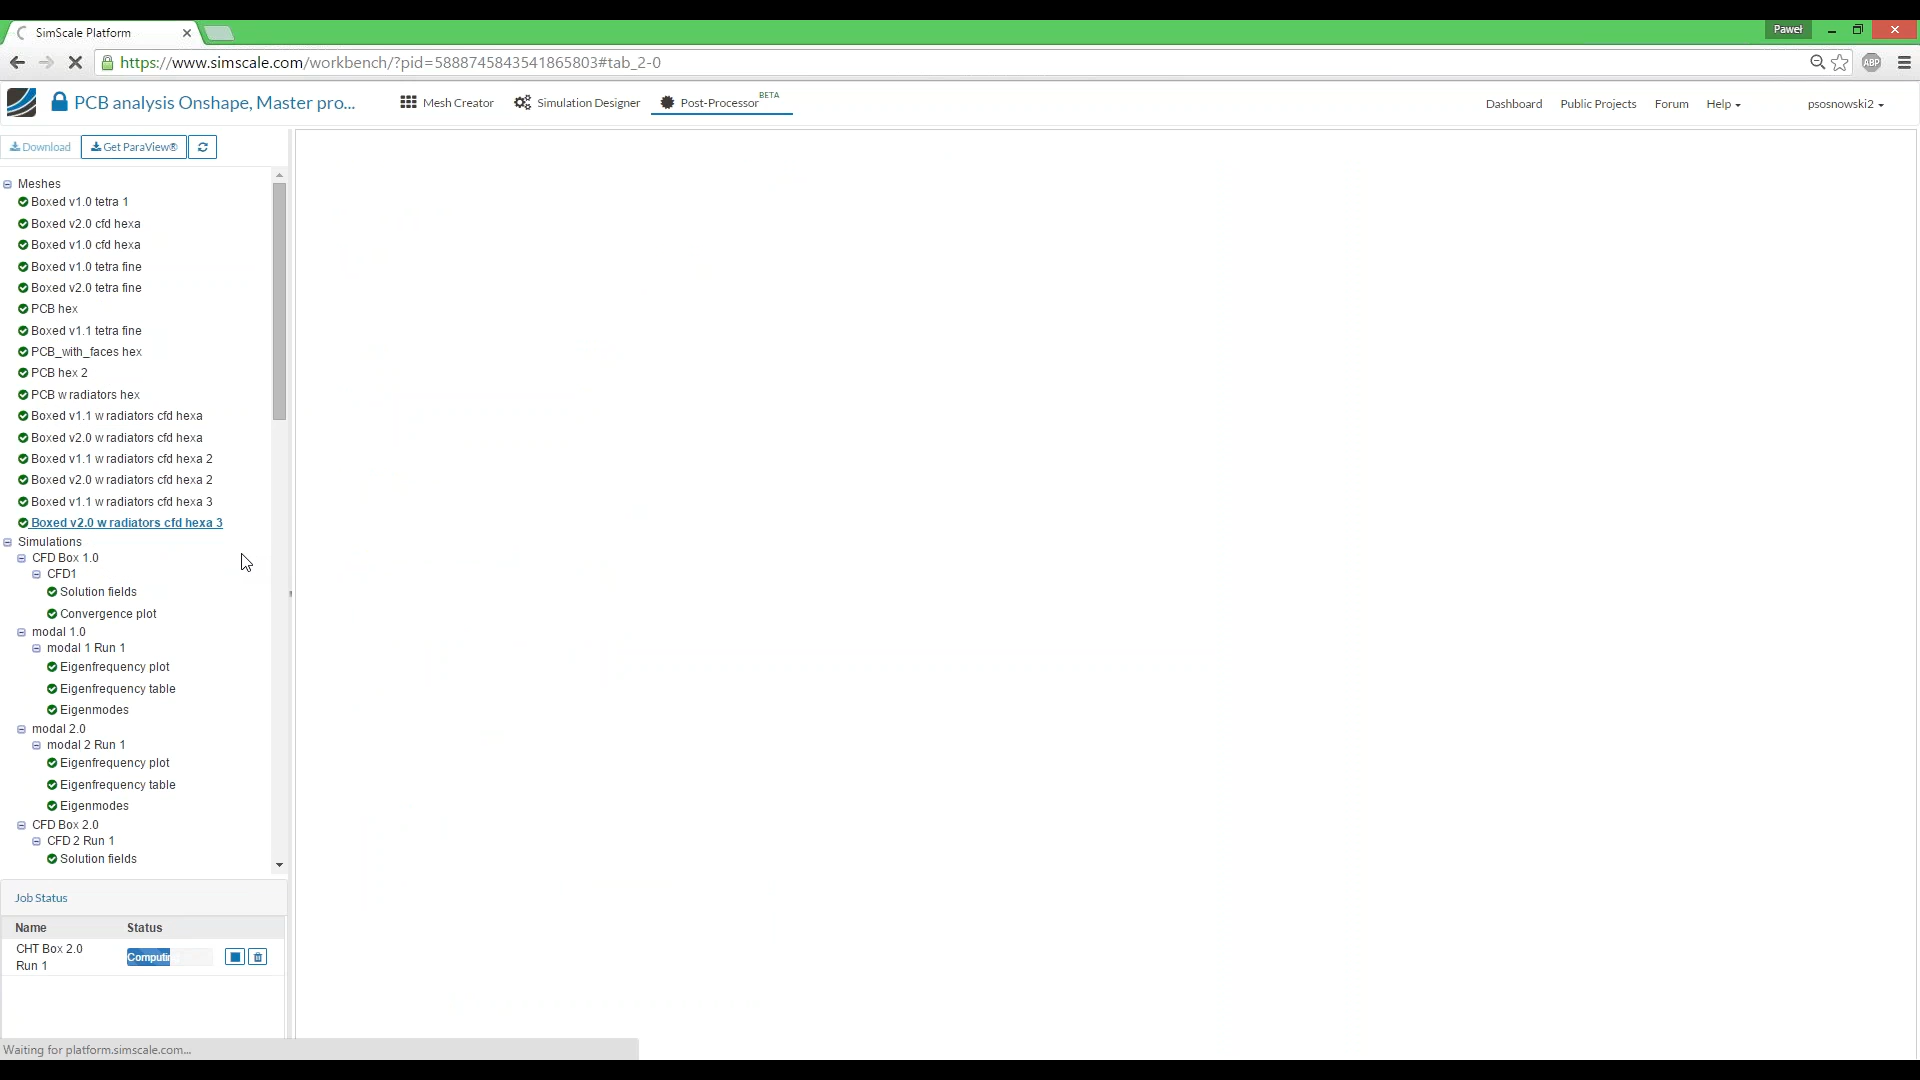 SimScale Platform
Paweł
https://www.simscale.com/workbench/?pid=5888745843541865803#tab_2-0
ABP
PCB analysis Onshape, Master pro...
Mesh Creator
Simulation Designer
Post-Processor
BETA
Dashboard
Public Projects
Forum
Help
psosnowski2
Download
Get ParaView®
Meshes
Boxed v1.0 tetra 1
Boxed v2.0 cfd hexa
Boxed v1.0 cfd hexa
Boxed v1.0 tetra fine
Boxed v2.0 tetra fine
PCB hex
Boxed v1.1 tetra fine
PCB_with_faces hex
PCB hex 2
PCB w radiators hex
Boxed v1.1 w radiators cfd hexa
Boxed v2.0 w radiators cfd hexa
Boxed v1.1 w radiators cfd hexa 2
Boxed v2.0 w radiators cfd hexa 2
Boxed v1.1 w radiators cfd hexa 3
Boxed v2.0 w radiators cfd hexa 3
Simulations
CFD Box 1.0
CFD1
Solution fields
Convergence plot
modal 1.0
modal 1 Run 1
Eigenfrequency plot
Eigenfrequency table
Eigenmodes
modal 2.0
modal 2 Run 1
Eigenfrequency plot
Eigenfrequency table
Eigenmodes
CFD Box 2.0
CFD 2 Run 1
Solution fields
Job Status
Name Status
CHT Box 2.0
Run 1
Computin
Waiting for platform.simscale.com...